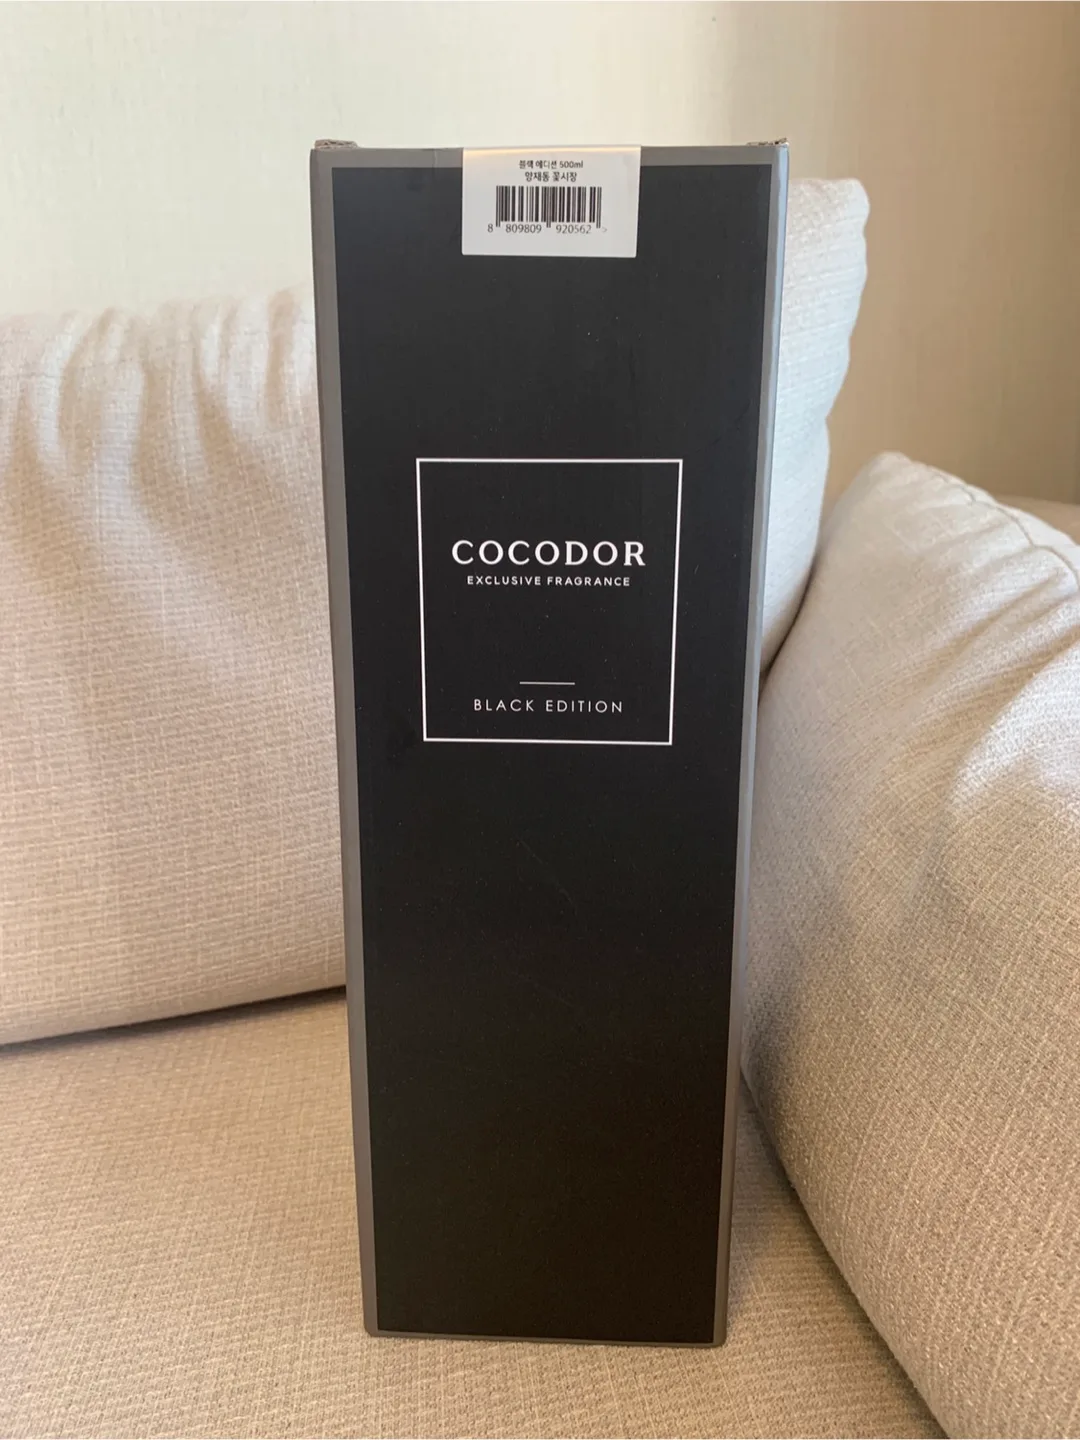 블랙 에디션 500ml
양재동 꽃시장
8 809809 920562 >
COCODOR
EXCLUSIVE FRAGRANCE
BLACK EDITION